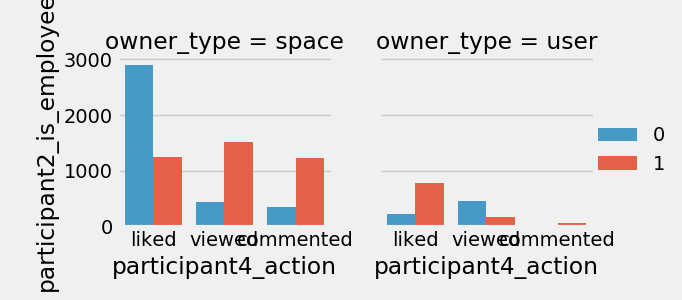 owner_type = space
owner_type = user
participant2_is_employee
3000
2000
1000
0
liked
viewed
commented
liked
viewed
commented
participant4_action
participant4_action
0
1